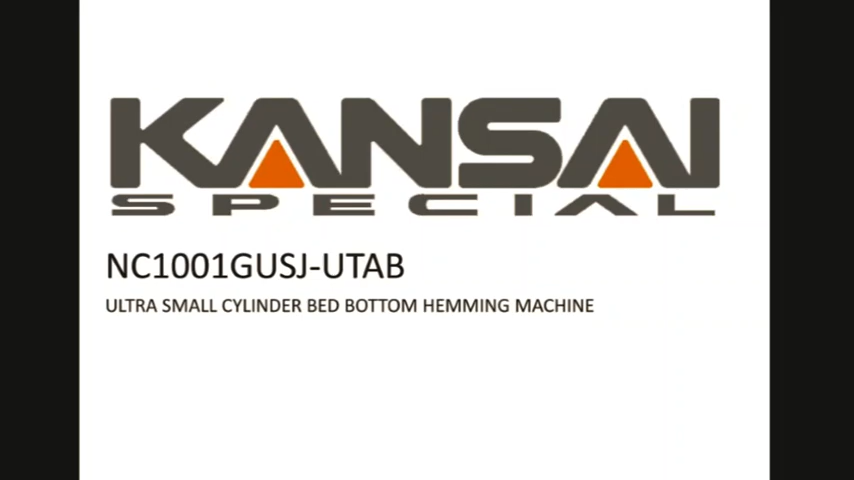 KANSAI
SPECIAL
NC1001GUSJ-UTAB
ULTRA SMALL CYLINDER BED BOTTOM HEMMING MACHINE